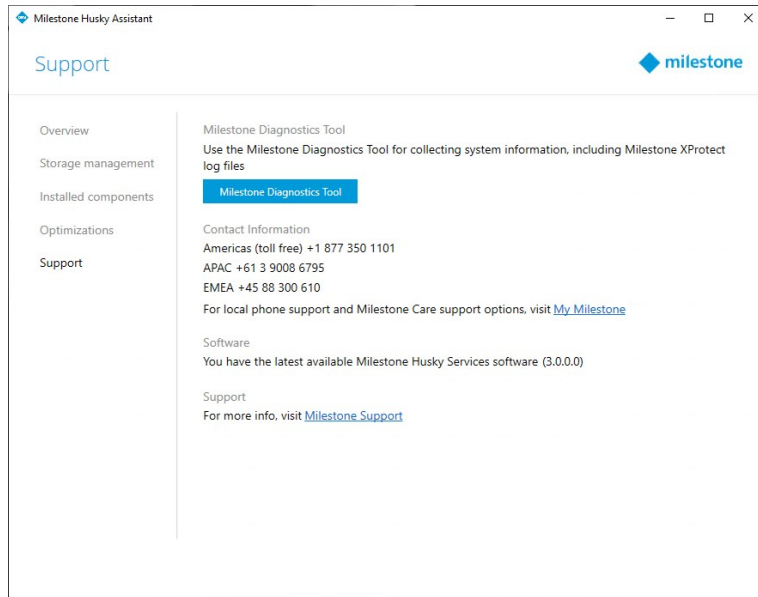 Milestone Husky Assistant
Support
milestone
Overview
Storage management
Installed components
Optimizations
Support
Milestone Diagnostics Tool
Use the Milestone Diagnostics Tool for collecting system information, including Milestone XProtect
log files
Milestone Diagnostics Tool
Contact Information
Americas (toll free) +1 877 350 1101
APAC +61 3 9008 6795
EMEA +45 88 300 610
For local phone support and Milestone Care support options, visit My Milestone
Software
You have the latest available Milestone Husky Services software (3.0.0.0)
Support
For more info, visit Milestone Support